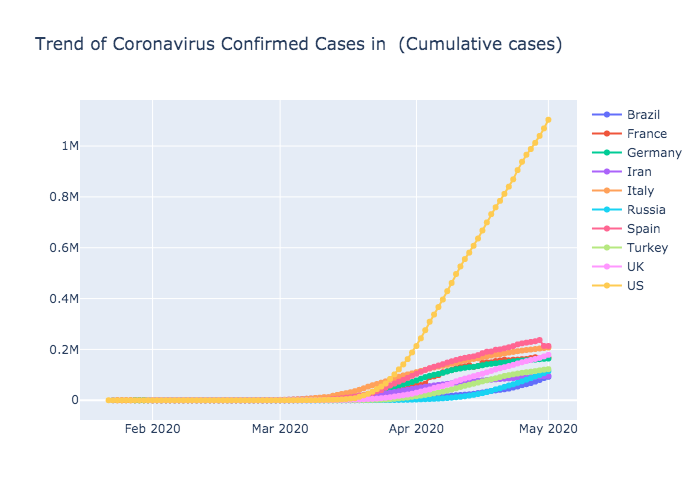 Trend of Coronavirus Confirmed Cases in  (Cumulative cases)
1M
0.8M
0.6M
0.4M
0.2M
0
Feb 2020
Mar 2020
Apr 2020
May 2020
Brazil
France
Germany
Iran
Italy
Russia
Spain
Turkey
UK
US